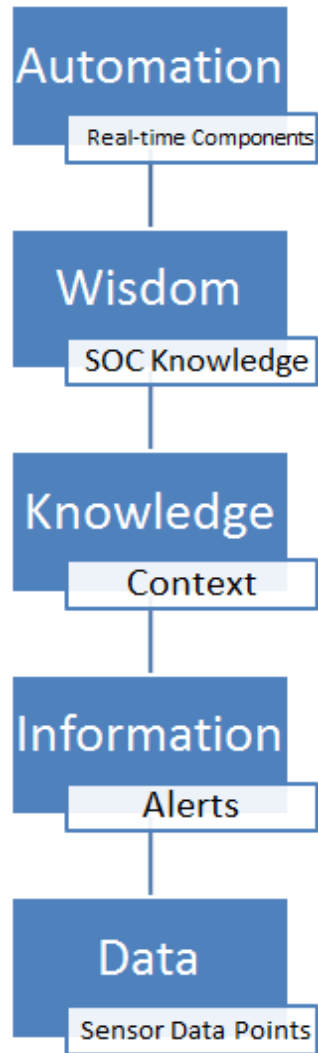 Automation
Real-time Components
Wisdom
SOC Knowledge
Knowledge
Context
Information
Alerts
Data
Sensor Data Points